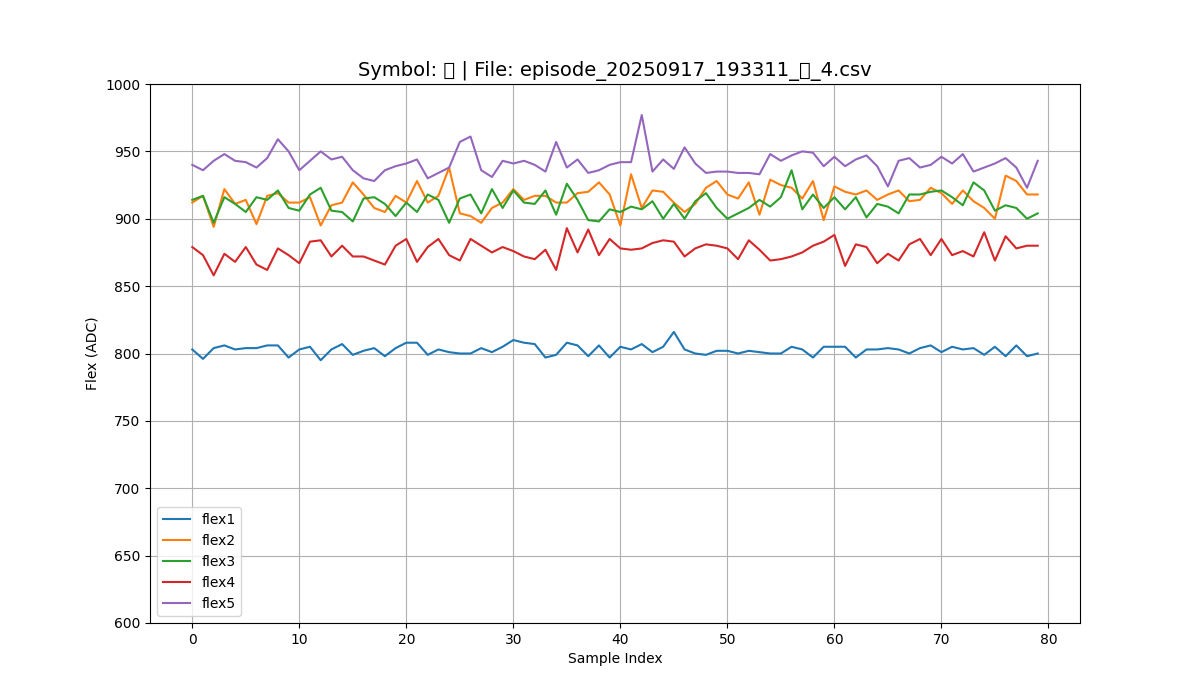 Symbol: | File: episode_20250917_193311_ _4.csv
1000
950
900
850
800
750
700
650
600
Flex (ADC)
flex1
flex2
flex3
flex4
flex5
0 10 20 30 40 50 60 70 80
Sample Index